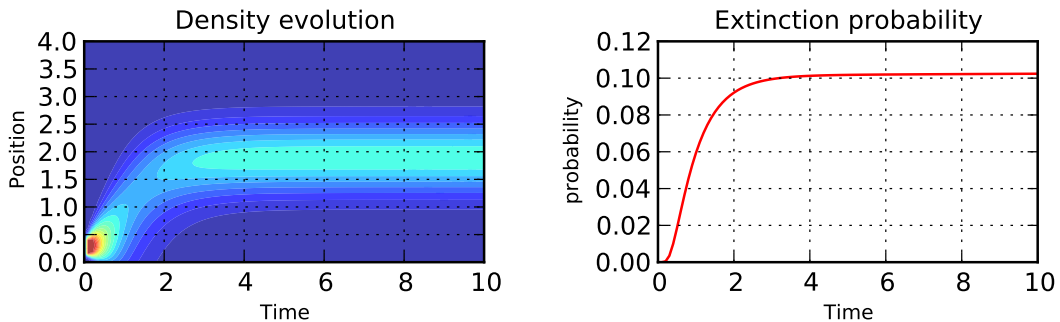 Density evolution
Position
4.0
3.5
3.0
2.5
2.0
1.5
1.0
0.5
0.0
0 2 4 6 8 10
Time
Extinction probability
probability
0.12
0.10
0.08
0.06
0.04
0.02
0.00
0 2 4 6 8 10
Time